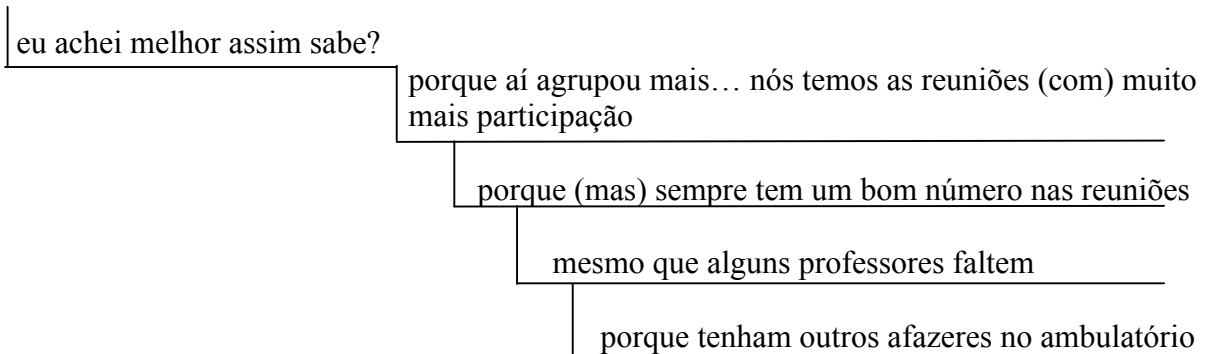 eu achei melhor assim sabe?
porque aí agrupou mais… nós temos as reuniões (com) muito
mais participação
porque (mas) sempre tem um bom número nas reuniões
mesmo que alguns professores faltem
porque tenham outros afazeres no ambulatório